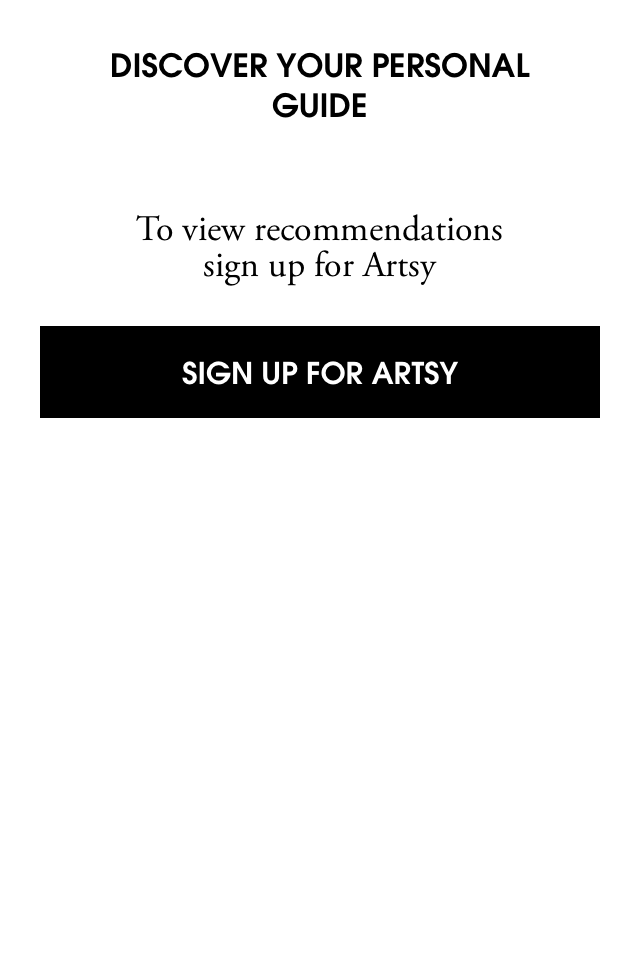 DISCOVER YOUR PERSONAL
GUIDE
To view recommendations
sign up for Artsy
SIGN UP FOR ARTSY